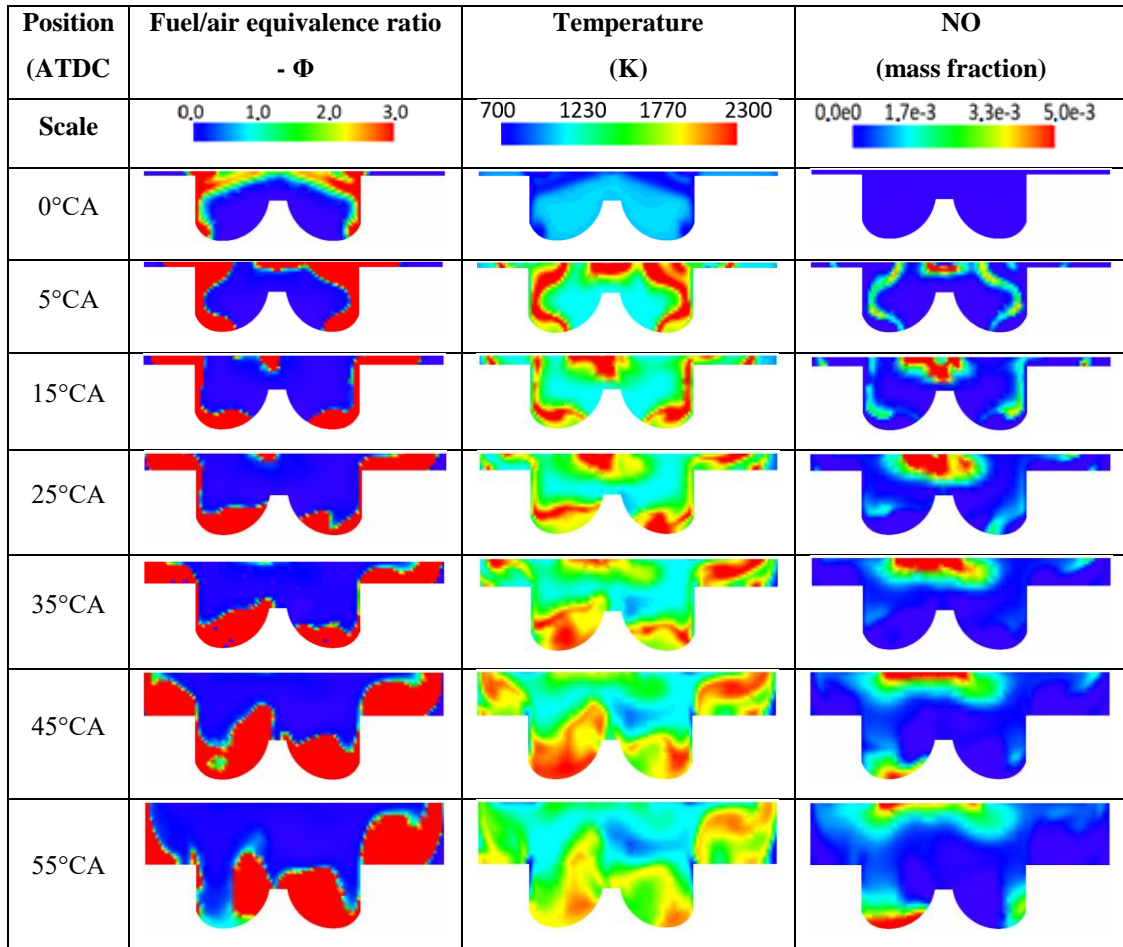 Position Fuel/air equivalence ratio Temperature NO
(ATDC - Φ (K) (mass fraction)
Scale 0.0 1.0 2.0 3.0 700 1230 1770 2300 0.0e0 1.7e-3 3.3e-3 5.0e-3
0°CA
5°CA
15°CA
25°CA
35°CA
45°CA
55°CA